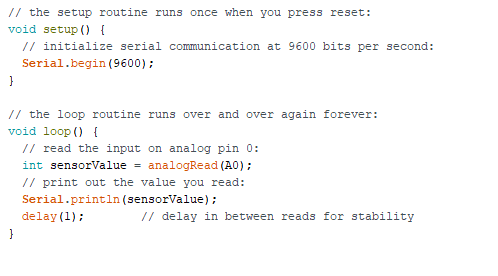 // the setup routine runs once when you press reset:
void setup() {
  // initialize serial communication at 9600 bits per second:
  Serial.begin(9600);
}

// the loop routine runs over and over again forever:
void loop() {
  // read the input on analog pin 0:
  int sensorValue = analogRead(A0);
  // print out the value you read:
  Serial.println(sensorValue);
  delay(1);        // delay in between reads for stability
}